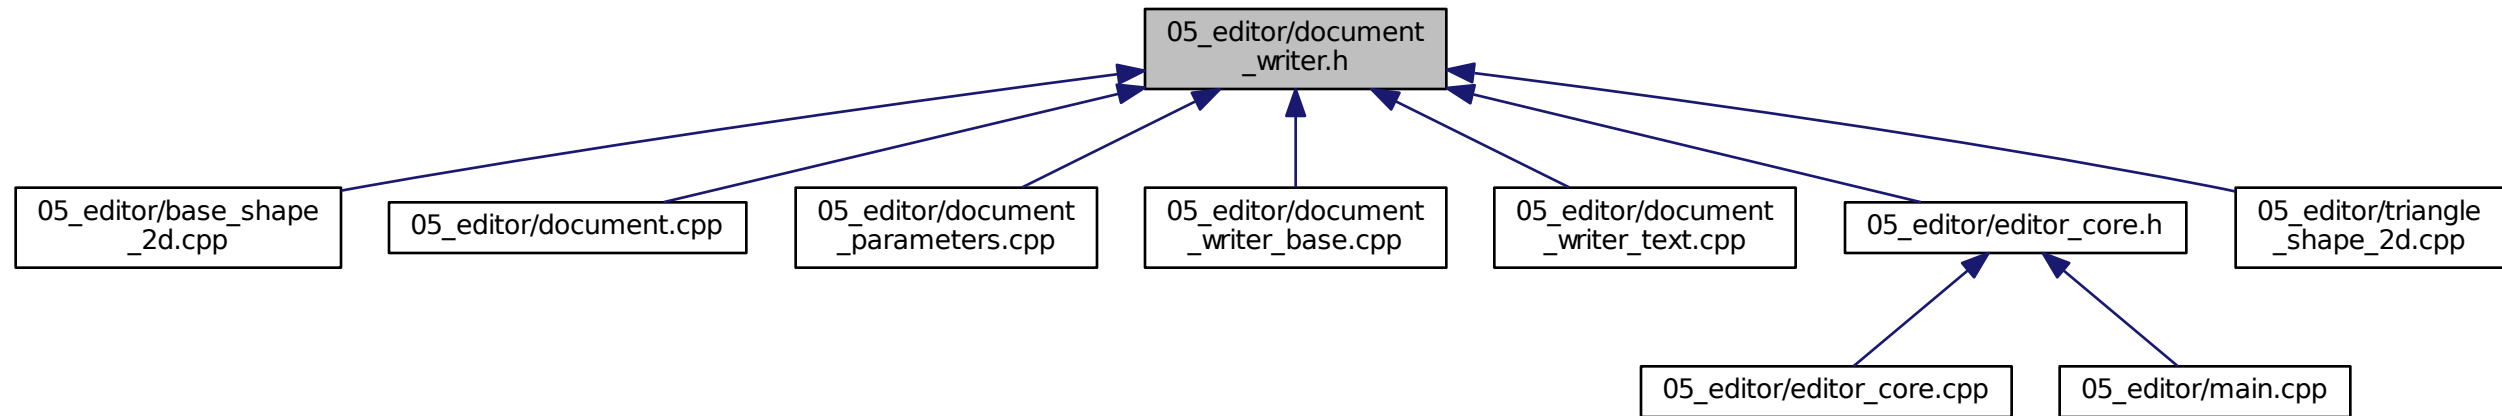 05_editor/document
_writer.h
05_editor/base_shape
_2d.cpp
05_editor/document.cpp
05_editor/document
_parameters.cpp
05_editor/document
_writer_base.cpp
05_editor/document
_writer_text.cpp
05_editor/editor_core.h
05_editor/triangle
_shape_2d.cpp
05_editor/editor_core.cpp
05_editor/main.cpp